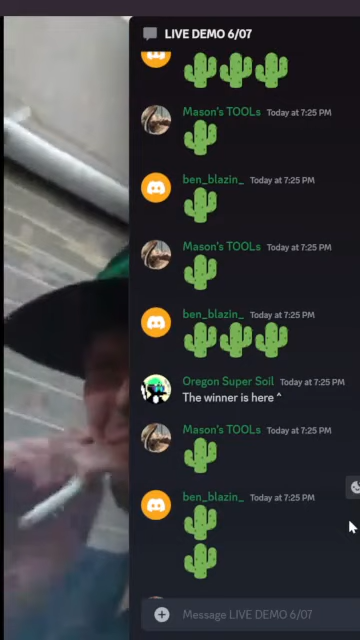 LIVE DEMO 6/07
Mason's TOOLs Today at 7:25 PM
ben_blazin_ Today at 7:25 PM
Mason's TOOLs Today at 7:25 PM
ben_blazin_ Today at 7:25 PM
Oregon Super Soil Today at 7:25 PM
The winner is here ^
Mason's TOOLs Today at 7:25 PM
ben_blazin_ Today at 7:25 PM
Message LIVE DEMO 6/07